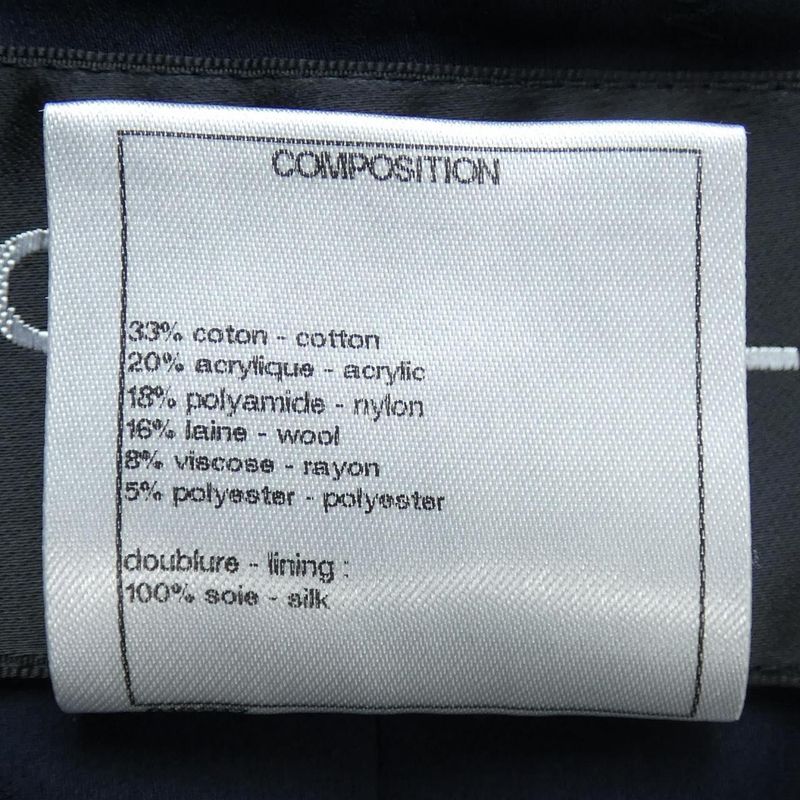 COMPOSITION
33% coton - cotton
20% acrylique - acrylic
18% polyamide - nylon
16% laine - wool
8% viscose - rayon
5% polyester - polyester
doublure - lining :
100% soie - silk